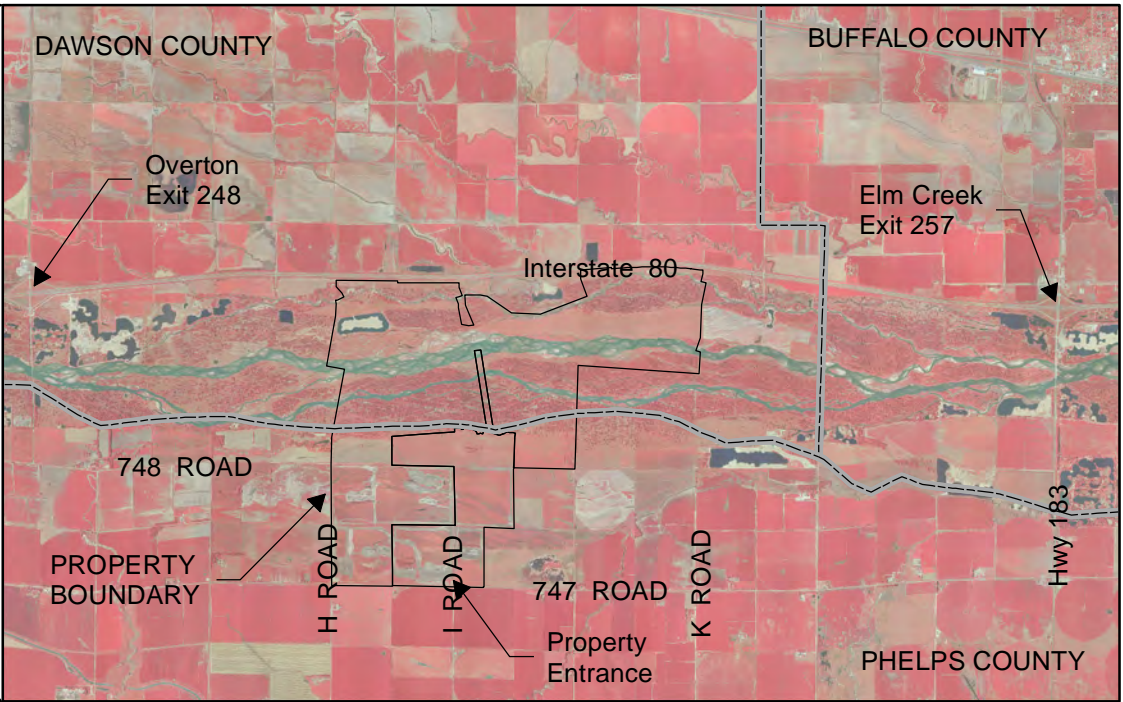 DAWSON COUNTY
BUFFALO COUNTY
Overton
Exit 248
Elm Creek
Exit 257
Interstate 80
748 ROAD
PROPERTY
BOUNDARY
H ROAD
I ROAD
747 ROAD
K ROAD
Hwy 183
Property
Entrance
PHELPS COUNTY